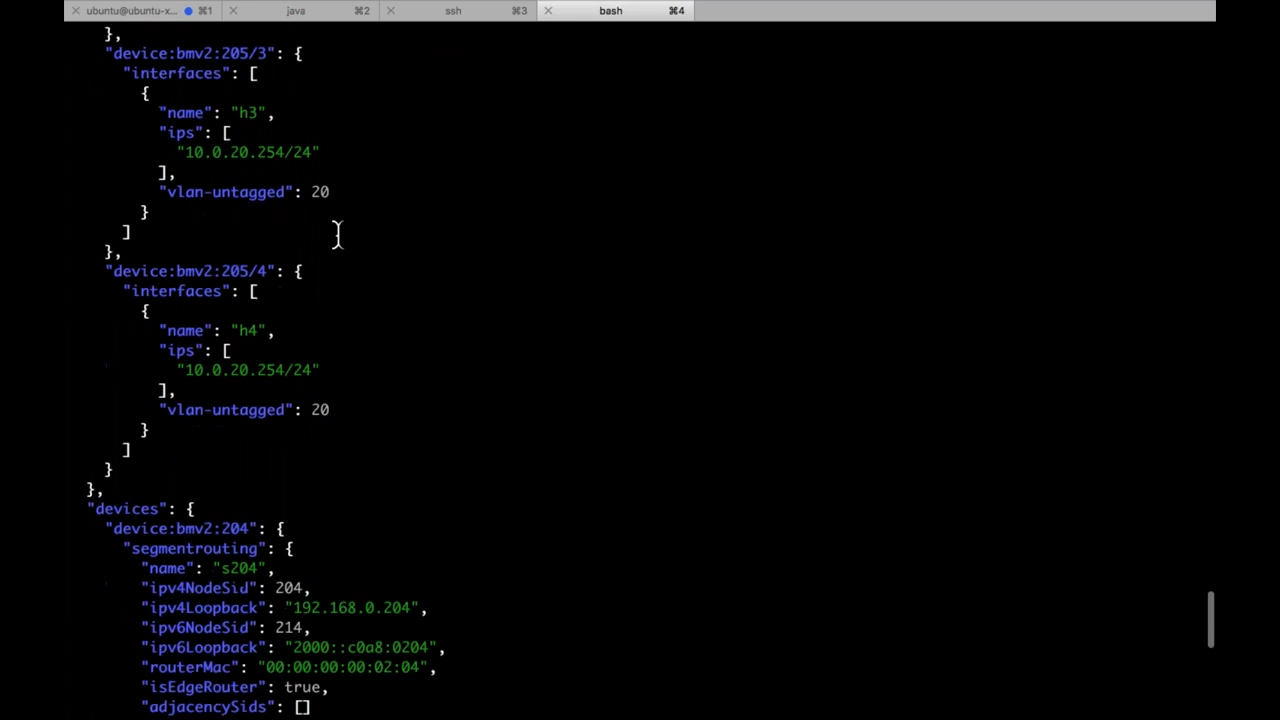 ubuntu@ubuntu-x... ⌘1 java ⌘2 ssh ⌘3 bash ⌘4
},
"device:bmv2:205/3": {
"interfaces": [
{
"name": "h3",
"ips": [
"10.0.20.254/24"
],
"vlan-untagged": 20
}
]
},
"device:bmv2:205/4": {
"interfaces": [
{
"name": "h4",
"ips": [
"10.0.20.254/24"
],
"vlan-untagged": 20
}
]
}
},
"devices": {
"device:bmv2:204": {
"segmentrouting": {
"name": "s204",
"ipv4NodeSid": 204,
"ipv4Loopback": "192.168.0.204",
"ipv6NodeSid": 214,
"ipv6Loopback": "2000::c0a8:0204",
"routerMac": "00:00:00:00:02:04",
"isEdgeRouter": true,
"adjacencySids": []